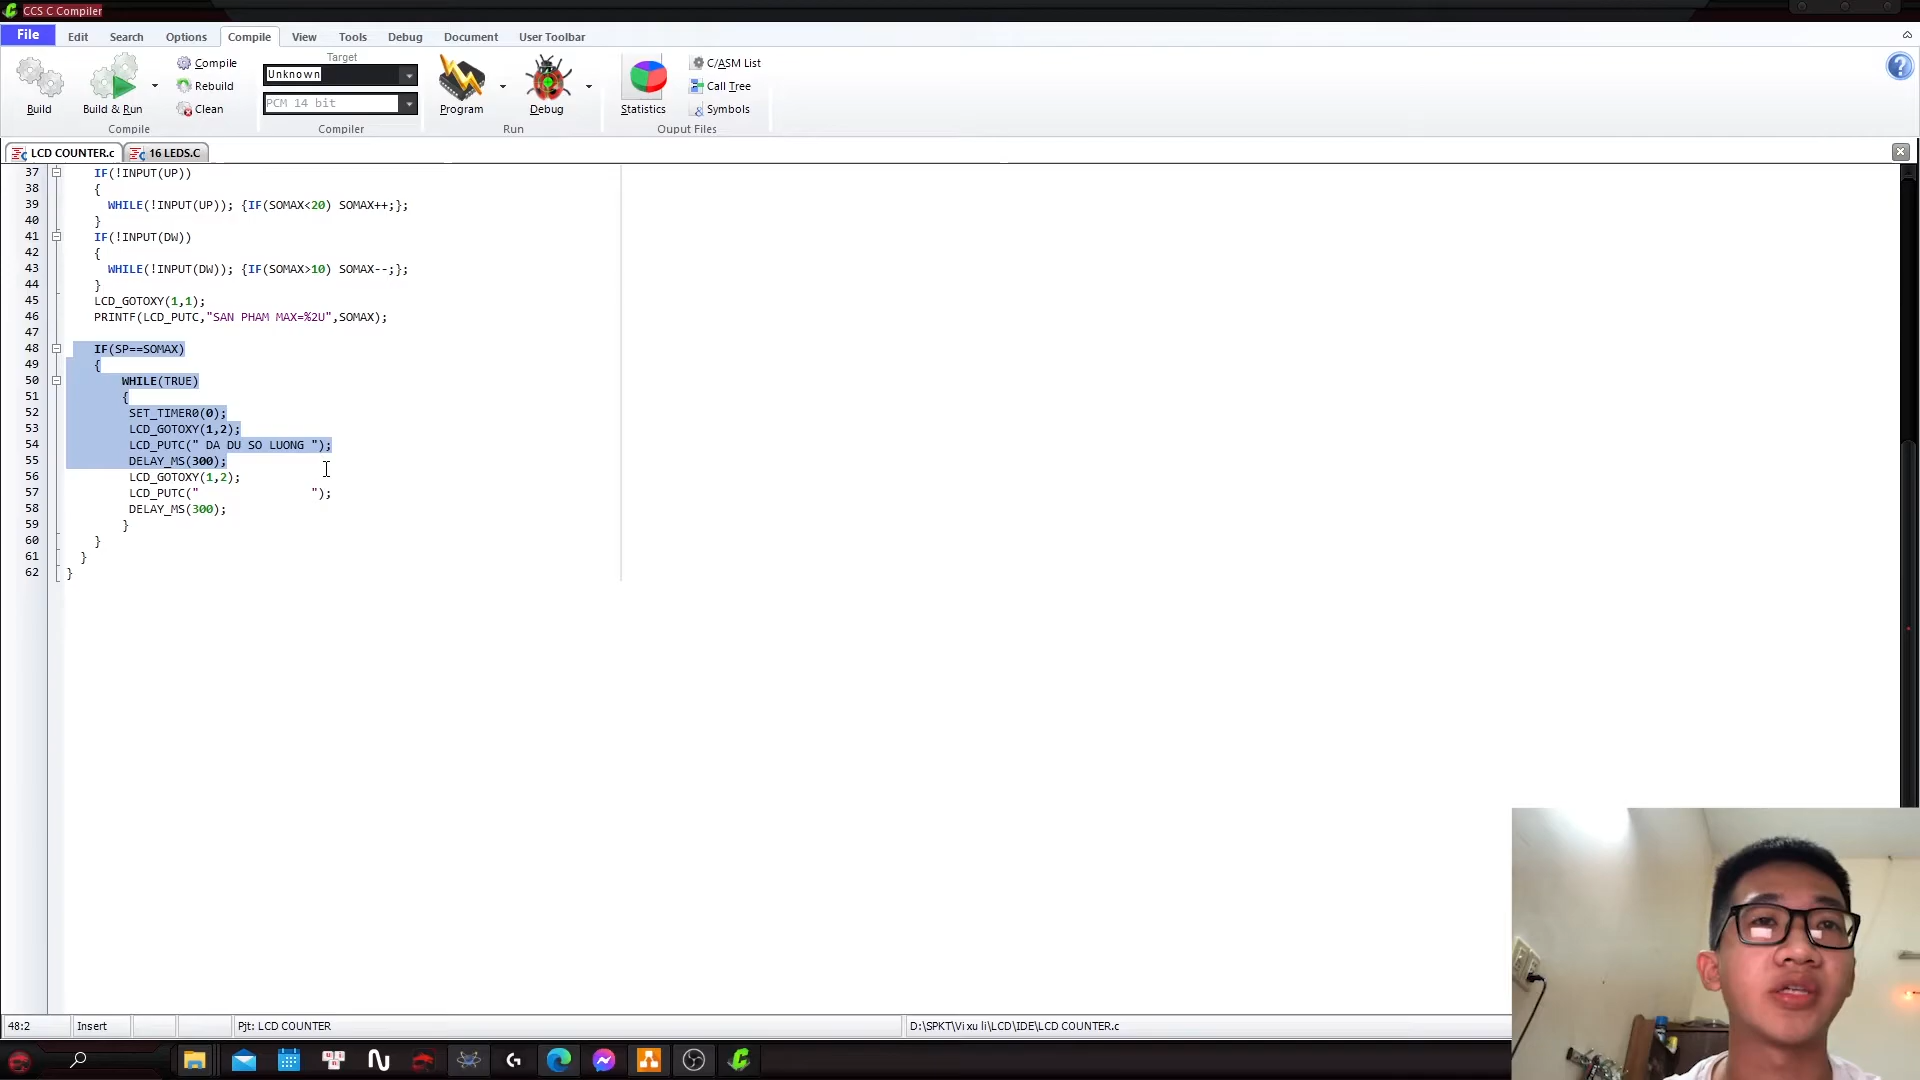 CCS C Compiler
File Edit Search Options Compile View Tools Debug Document User Toolbar
Build
Build & Run
Compile
Rebuild
Clean
Compile
Target
Unknown
PCM 14 bit
Compiler
Program
Debug
Run
Statistics
C/ASM List
Call Tree
Symbols
Ouput Files
LCD COUNTER.c 16 LEDS.C
37 IF(!INPUT(UP))
38 {
39 WHILE(!INPUT(UP)); {IF(SOMAX<20) SOMAX++;};
40 }
41 IF(!INPUT(DW))
42 {
43 WHILE(!INPUT(DW)); {IF(SOMAX>10) SOMAX--;};
44 }
45 LCD_GOTOXY(1,1);
46 PRINTF(LCD_PUTC,"SAN PHAM MAX=%2U",SOMAX);
47
48 IF(SP==SOMAX)
49 {
50 WHILE(TRUE)
51 {
52 SET_TIMER0(0);
53 LCD_GOTOXY(1,2);
54 LCD_PUTC(" DA DU SO LUONG ");
55 DELAY_MS(300);
56 LCD_GOTOXY(1,2);
57 LCD_PUTC("                ");
58 DELAY_MS(300);
59 }
60 }
61 }
62 }
48:2 Insert Pjt: LCD COUNTER D:\SPKT\Vi xu li\LCD\IDE\LCD COUNTER.c